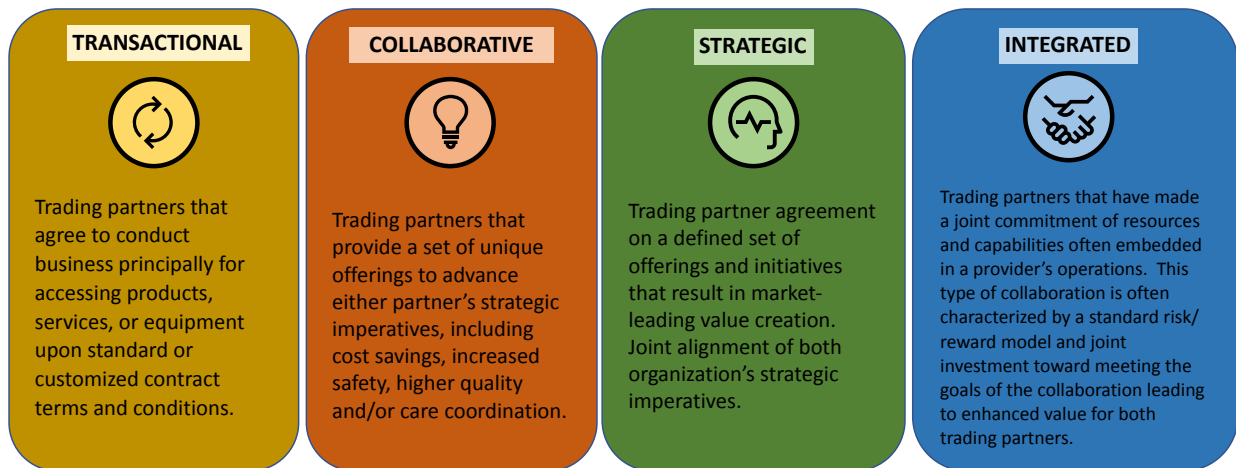 TRANSACTIONAL
Trading partners that
agree to conduct
business principally for
accessing products,
services, or equipment
upon standard or
customized contract
terms and conditions.
COLLABORATIVE
Trading partners that
provide a set of unique
offerings to advance
either partner’s strategic
imperatives, including
cost savings, increased
safety, higher quality
and/or care coordination.
STRATEGIC
Trading partner agreement
on a defined set of
offerings and initiatives
that result in market-
leading value creation.
Joint alignment of both
organization’s strategic
imperatives.
INTEGRATED
Trading partners that have made
a joint commitment of resources
and capabilities often embedded
in a provider’s operations.  This
type of collaboration is often
characterized by a standard risk/
reward model and joint
investment toward meeting the
goals of the collaboration leading
to enhanced value for both
trading partners.